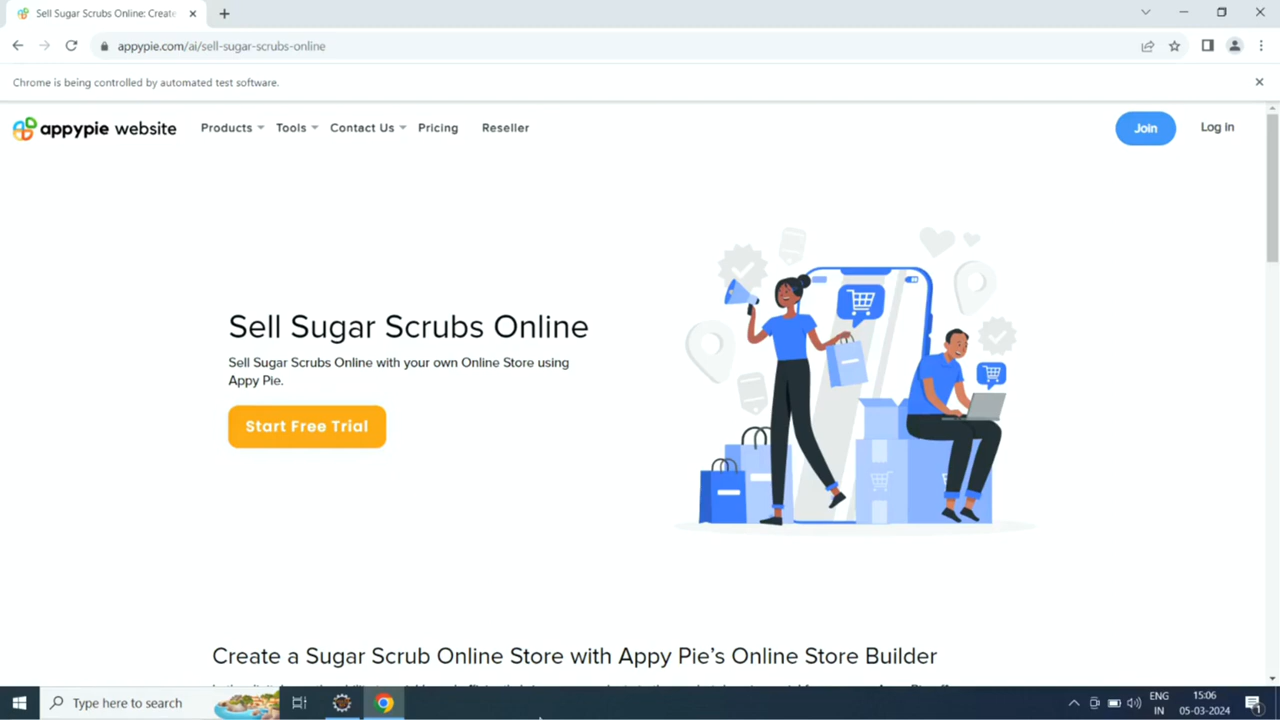 Sell Sugar Scrubs Online: Create
appypie.com/ai/sell-sugar-scrubs-online
Chrome is being controlled by automated test software.
appypie website
Products
Tools
Contact Us
Pricing
Reseller
Join
Log in
Sell Sugar Scrubs Online
Sell Sugar Scrubs Online with your own Online Store using
Appy Pie.
Start Free Trial
Create a Sugar Scrub Online Store with Appy Pie's Online Store Builder
Type here to search
ENG
IN
15:06
05-03-2024
1